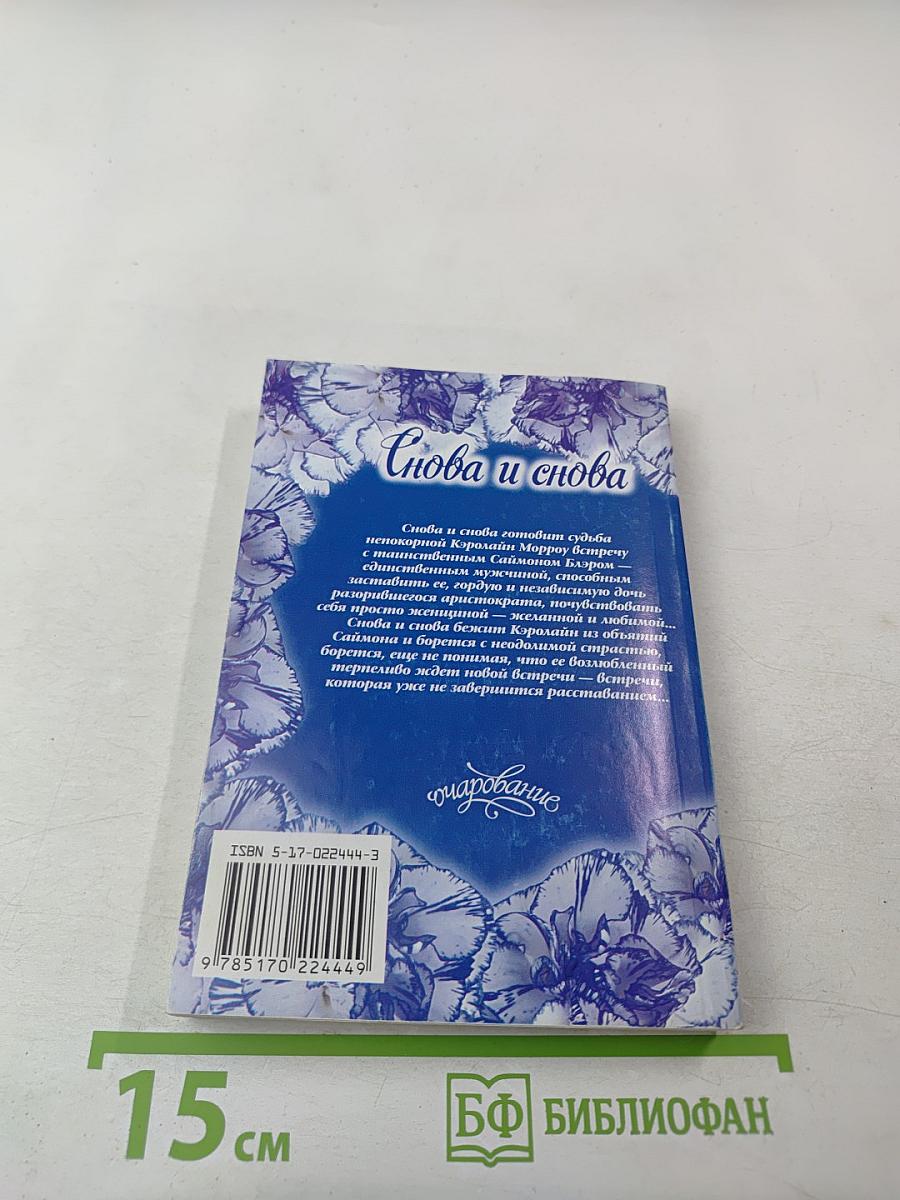 Снова и снова
Снова и снова готовит судьба
непокорной Кэролайн Морроу встречу
с таинственным Саймоном Блэром —
единственным мужчиной, способным
заставить ее, гордую и независимую дочь
разорившегося аристократа, почувствовать
себя просто женщиной — желанной и любимой...
Снова и снова бежит Кэролайн из объятий
Саймона и борется с неодолимой страстью,
борется, еще не понимая, что ее возлюбленный
терпеливо ждет новой встречи — встречи,
которая уже не завершится расставанием...
очарование
ISBN 5-17-022444-3
9 785170 224449
15 см
БФ БИБЛИОФАН